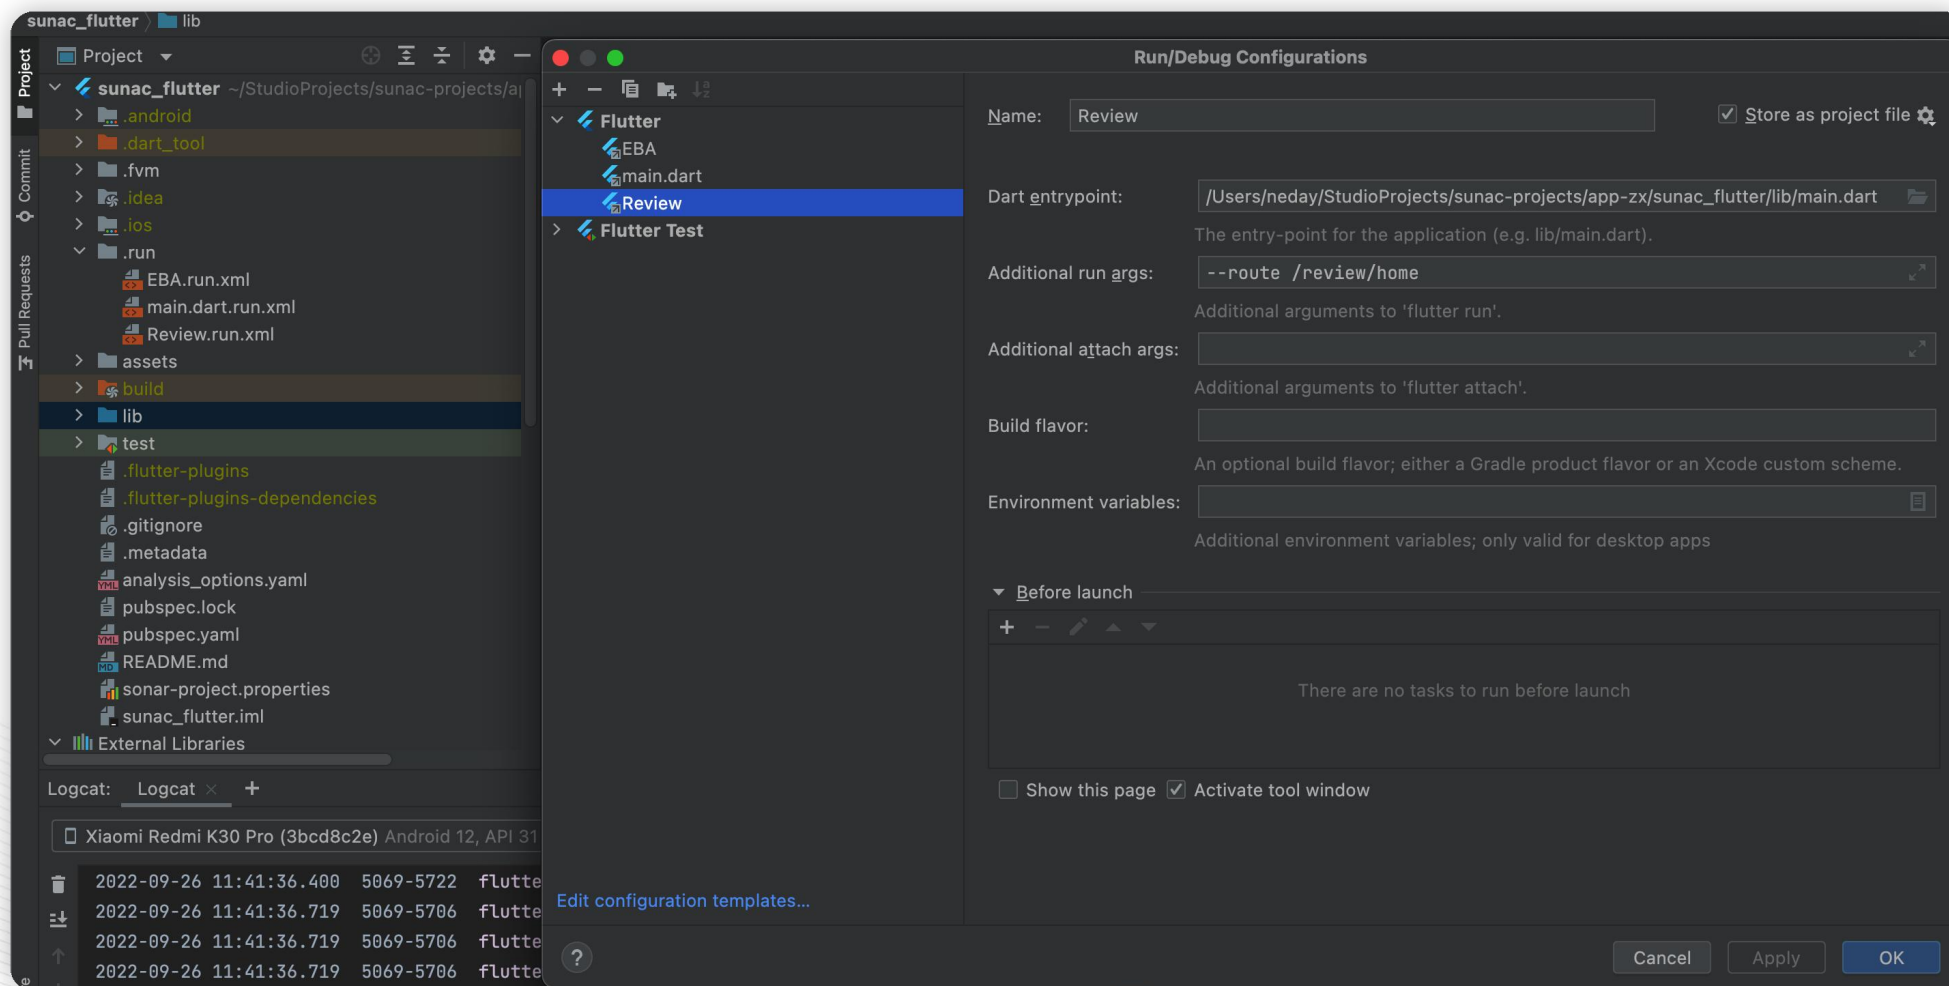 sunac_flutter
lib
Project
Commit
Pull Requests
Project
sunac_flutter ~/StudioProjects/sunac-projects/a
.android
.dart_tool
.fvm
.idea
.ios
.run
EBA.run.xml
main.dart.run.xml
Review.run.xml
assets
build
lib
test
.flutter-plugins
.flutter-plugins-dependencies
.gitignore
.metadata
analysis_options.yaml
pubspec.lock
pubspec.yaml
README.md
sonar-project.properties
sunac_flutter.iml
External Libraries
Logcat: Logcat
Xiaomi Redmi K30 Pro (3bcd8c2e) Android 12, API 31
2022-09-26 11:41:36.400 5069-5722 flutte
2022-09-26 11:41:36.719 5069-5706 flutte
2022-09-26 11:41:36.719 5069-5706 flutte
2022-09-26 11:41:36.719 5069-5706 flutte
Run/Debug Configurations
Flutter
EBA
main.dart
Review
Flutter Test
Edit configuration templates...
?
Name: Review
Store as project file
Dart entrypoint: /Users/neday/StudioProjects/sunac-projects/app-zx/sunac_flutter/lib/main.dart
The entry-point for the application (e.g. lib/main.dart).
Additional run args: --route /review/home
Additional arguments to 'flutter run'.
Additional attach args:
Additional arguments to 'flutter attach'.
Build flavor:
An optional build flavor; either a Gradle product flavor or an Xcode custom scheme.
Environment variables:
Additional environment variables; only valid for desktop apps
Before launch
There are no tasks to run before launch
Show this page
Activate tool window
Cancel
Apply
OK